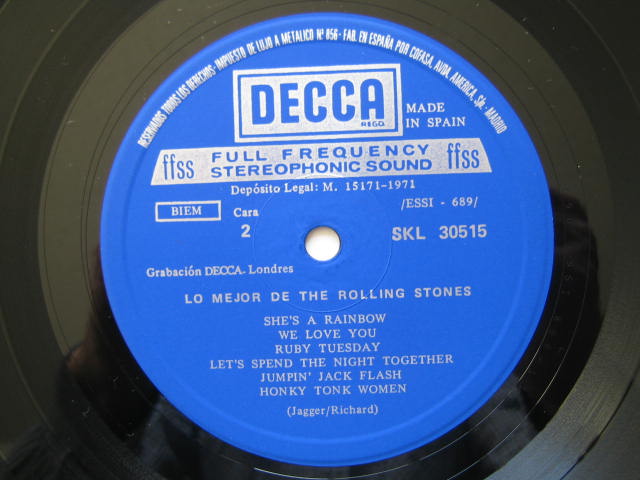 RESERVADOS TODOS LOS DERECHOS - IMPUESTO DE LUJO A METALICO Nº 856 - FAB. EN ESPAÑA POR COFASA, AVDA. AMERICA, S/n - MADRID
DECCA
REGD.
MADE
IN SPAIN
ffss FULL FREQUENCY STEREOPHONIC SOUND ffss
Depósito Legal: M. 15171-1971
BIEM Cara /ESSI - 689/
2 SKL 30515
Grabación DECCA. Londres
LO MEJOR DE THE ROLLING STONES
SHE'S A RAINBOW
WE LOVE YOU
RUBY TUESDAY
LET'S SPEND THE NIGHT TOGETHER
JUMPIN' JACK FLASH
HONKY TONK WOMEN
(Jagger/Richard)